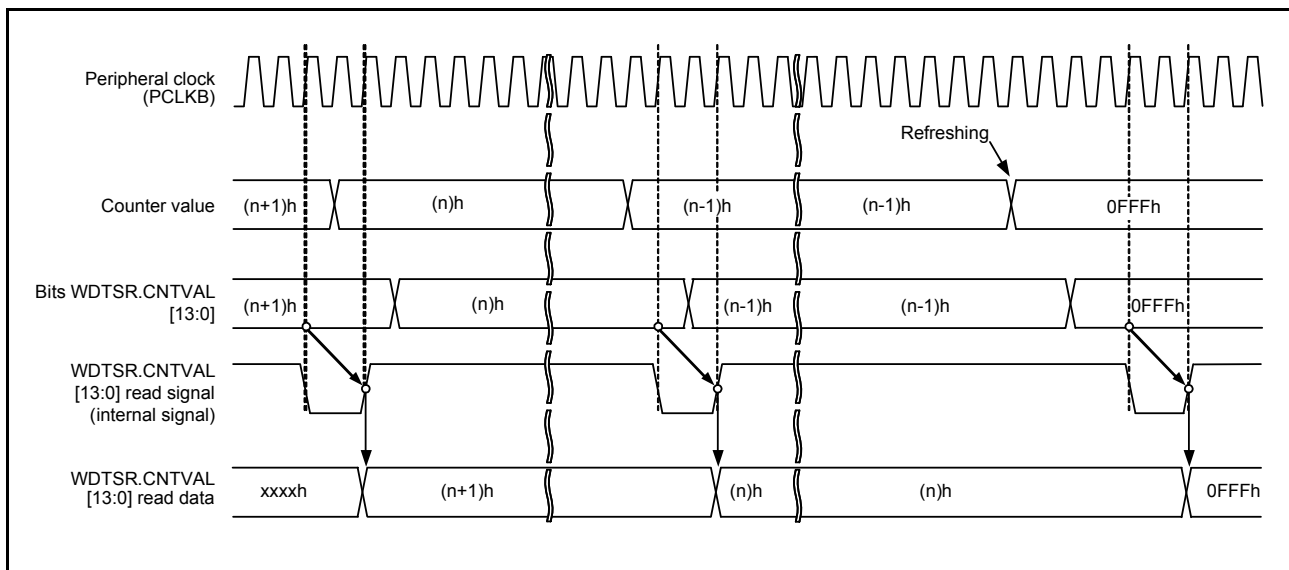 Peripheral clock
(PCLKB)
Refreshing
Counter value
(n+1)h
(n)h
(n-1)h
(n-1)h
0FFFh
Bits WDTSR.CNTVAL
[13:0]
(n+1)h
(n)h
(n-1)h
(n-1)h
0FFFh
WDTSR.CNTVAL
[13:0] read signal
(internal signal)
WDTSR.CNTVAL
[13:0] read data
xxxxh
(n+1)h
(n)h
(n)h
0FFFh